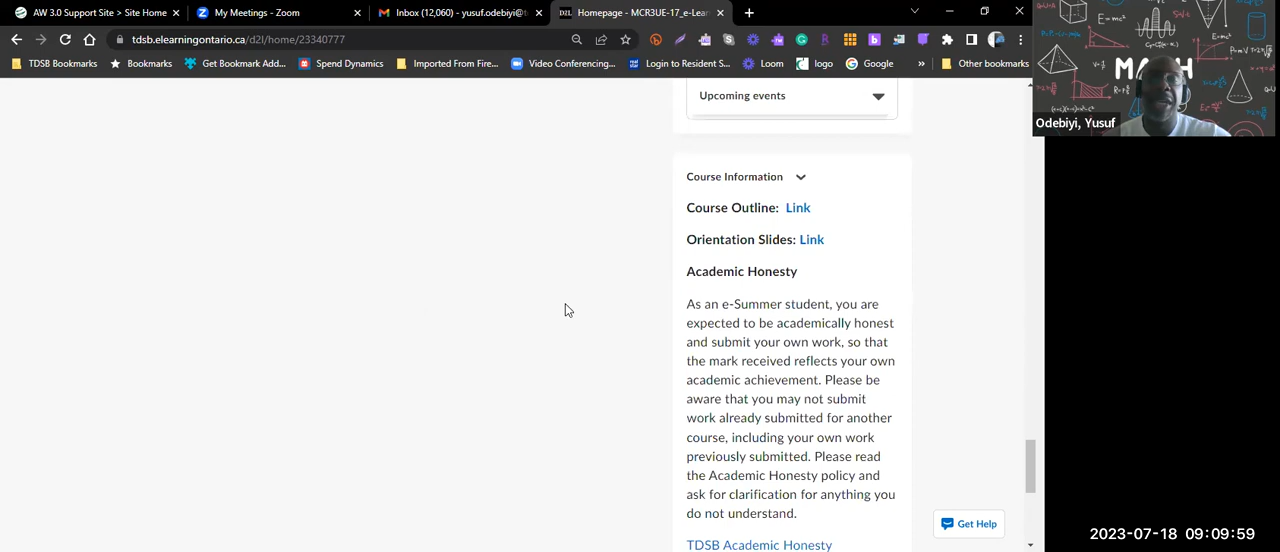 AW 3.0 Support Site > Site Home
My Meetings - Zoom
Inbox (12,060) - yusuf.odebiyi@t
D2L Homepage - MCR3UE-17_e-Lear
tdsb.elearningontario.ca/d2l/home/23340777
TDSB Bookmarks
Bookmarks
Get Bookmark Add...
Spend Dynamics
Imported From Fire...
Video Conferencing...
Login to Resident S...
Loom
logo
Google
»
Other bookmarks
E=mc²
MATH
Odebiyi, Yusuf
Upcoming events
Course Information
Course Outline: Link
Orientation Slides: Link
Academic Honesty
As an e-Summer student, you are
expected to be academically honest
and submit your own work, so that
the mark received reflects your own
academic achievement. Please be
aware that you may not submit
work already submitted for another
course, including your own work
previously submitted. Please read
the Academic Honesty policy and
ask for clarification for anything you
do not understand.
TDSB Academic Honesty
Get Help
2023-07-18 09:09:59